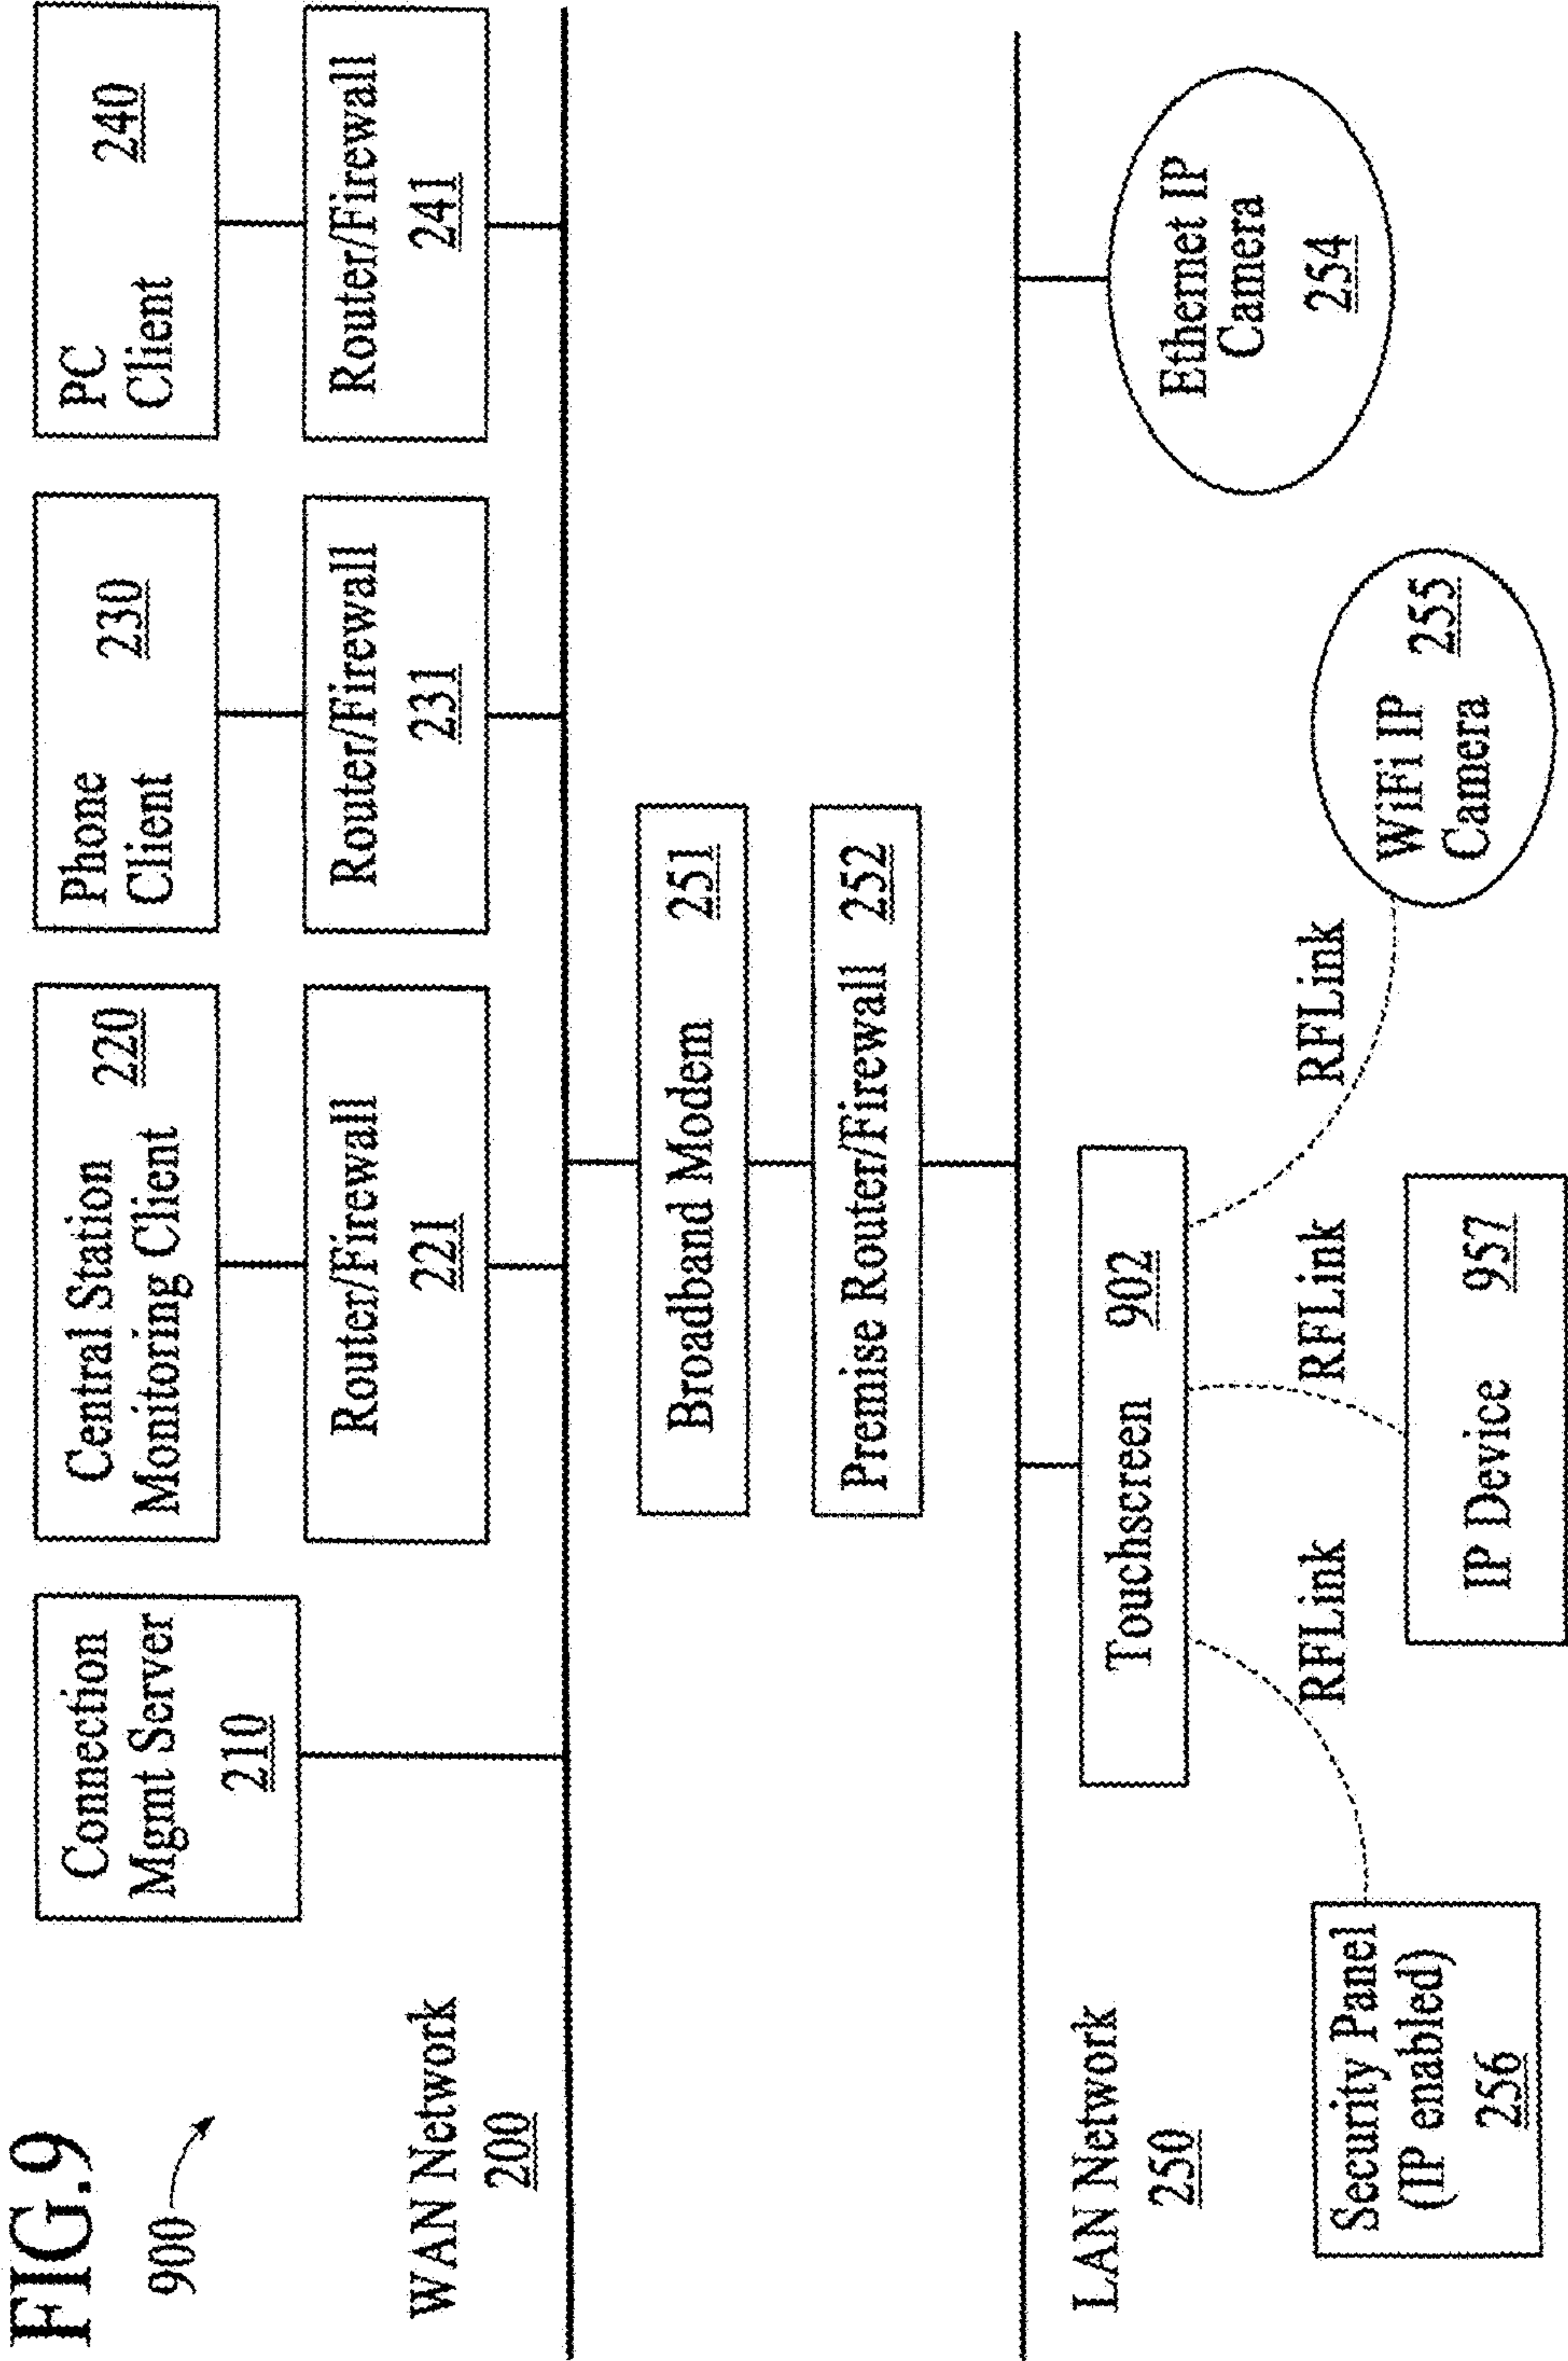 FIG.9
900
Connection
Mgmt Server
210
Central Station
Monitoring Client
220
Phone
Client
230
PC
Client
240
Router/Firewall
221
Router/Firewall
231
Router/Firewall
241
WAN Network
200
Broadband Modem 251
Premise Router/Firewall 252
LAN Network
250
Touchscreen 902
Ethernet IP
Camera
254
RFLink
RFLink
RFLink
Security Panel
(IP enabled)
256
IP Device 957
WiFi IP
Camera
255